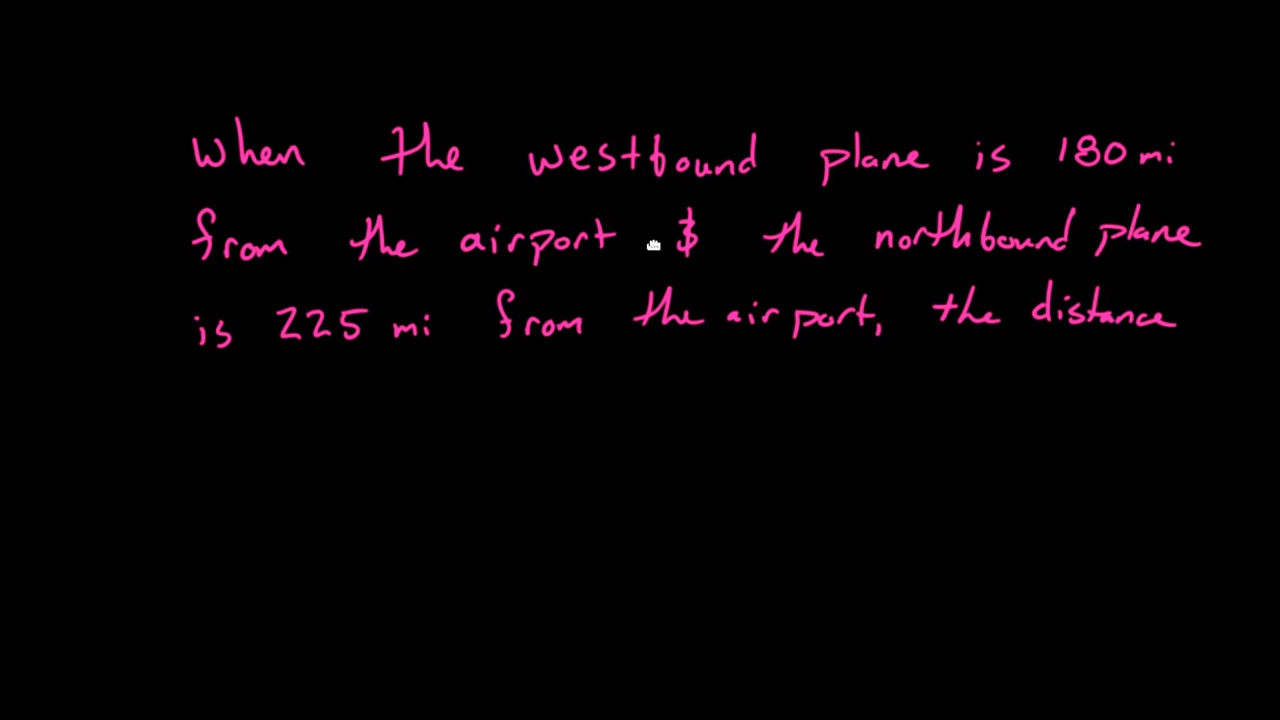 When the westbound plane is 180 mi
from the airport & the northbound plane
is 225 mi from the airport, the distance